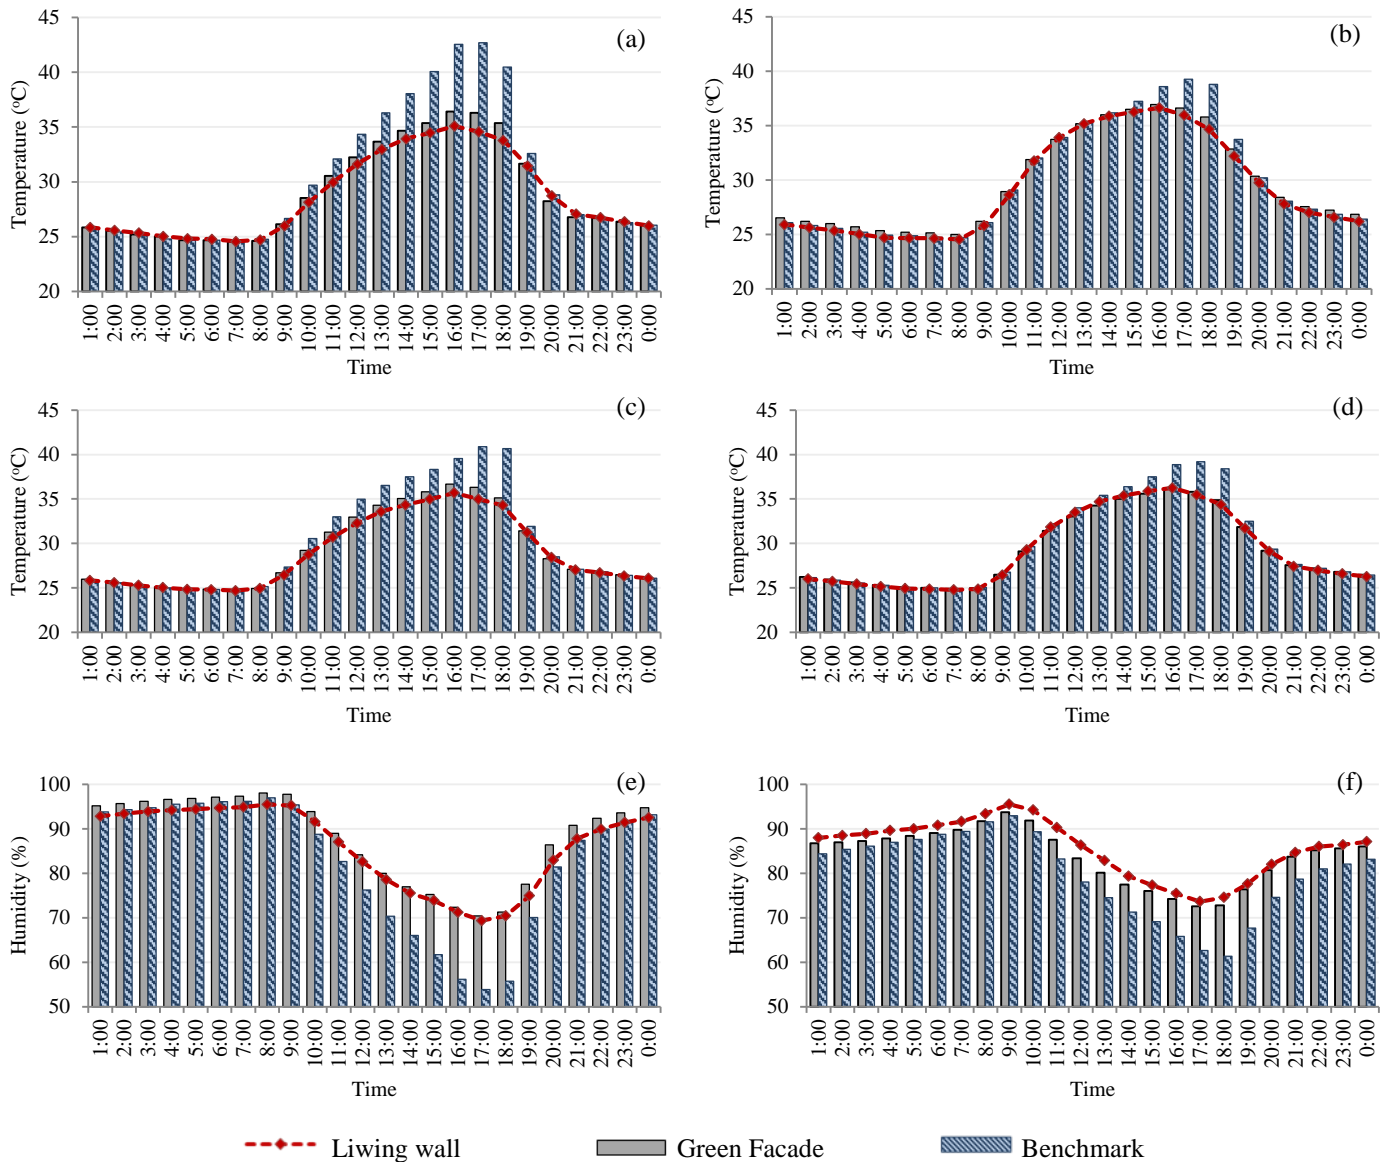 (a)
45
40
35
30
25
20
Temperature (ºC)
1:00 2:00 3:00 4:00 5:00 6:00 7:00 8:00 9:00 10:00 11:00 12:00 13:00 14:00 15:00 16:00 17:00 18:00 19:00 20:00 21:00 22:00 23:00 0:00
Time
(b)
45
40
35
30
25
20
Temperature (ºC)
1:00 2:00 3:00 4:00 5:00 6:00 7:00 8:00 9:00 10:00 11:00 12:00 13:00 14:00 15:00 16:00 17:00 18:00 19:00 20:00 21:00 22:00 23:00 0:00
Time
(c)
45
40
35
30
25
20
Temperature (ºC)
1:00 2:00 3:00 4:00 5:00 6:00 7:00 8:00 9:00 10:00 11:00 12:00 13:00 14:00 15:00 16:00 17:00 18:00 19:00 20:00 21:00 22:00 23:00 0:00
Time
(d)
45
40
35
30
25
20
Temperature (ºC)
1:00 2:00 3:00 4:00 5:00 6:00 7:00 8:00 9:00 10:00 11:00 12:00 13:00 14:00 15:00 16:00 17:00 18:00 19:00 20:00 21:00 22:00 23:00 0:00
Time
(e)
100
90
80
70
60
50
Humidity (%)
1:00 2:00 3:00 4:00 5:00 6:00 7:00 8:00 9:00 10:00 11:00 12:00 13:00 14:00 15:00 16:00 17:00 18:00 19:00 20:00 21:00 22:00 23:00 0:00
Time
(f)
100
90
80
70
60
50
Humidity (%)
1:00 2:00 3:00 4:00 5:00 6:00 7:00 8:00 9:00 10:00 11:00 12:00 13:00 14:00 15:00 16:00 17:00 18:00 19:00 20:00 21:00 22:00 23:00 0:00
Time
Liwing wall Green Facade Benchmark